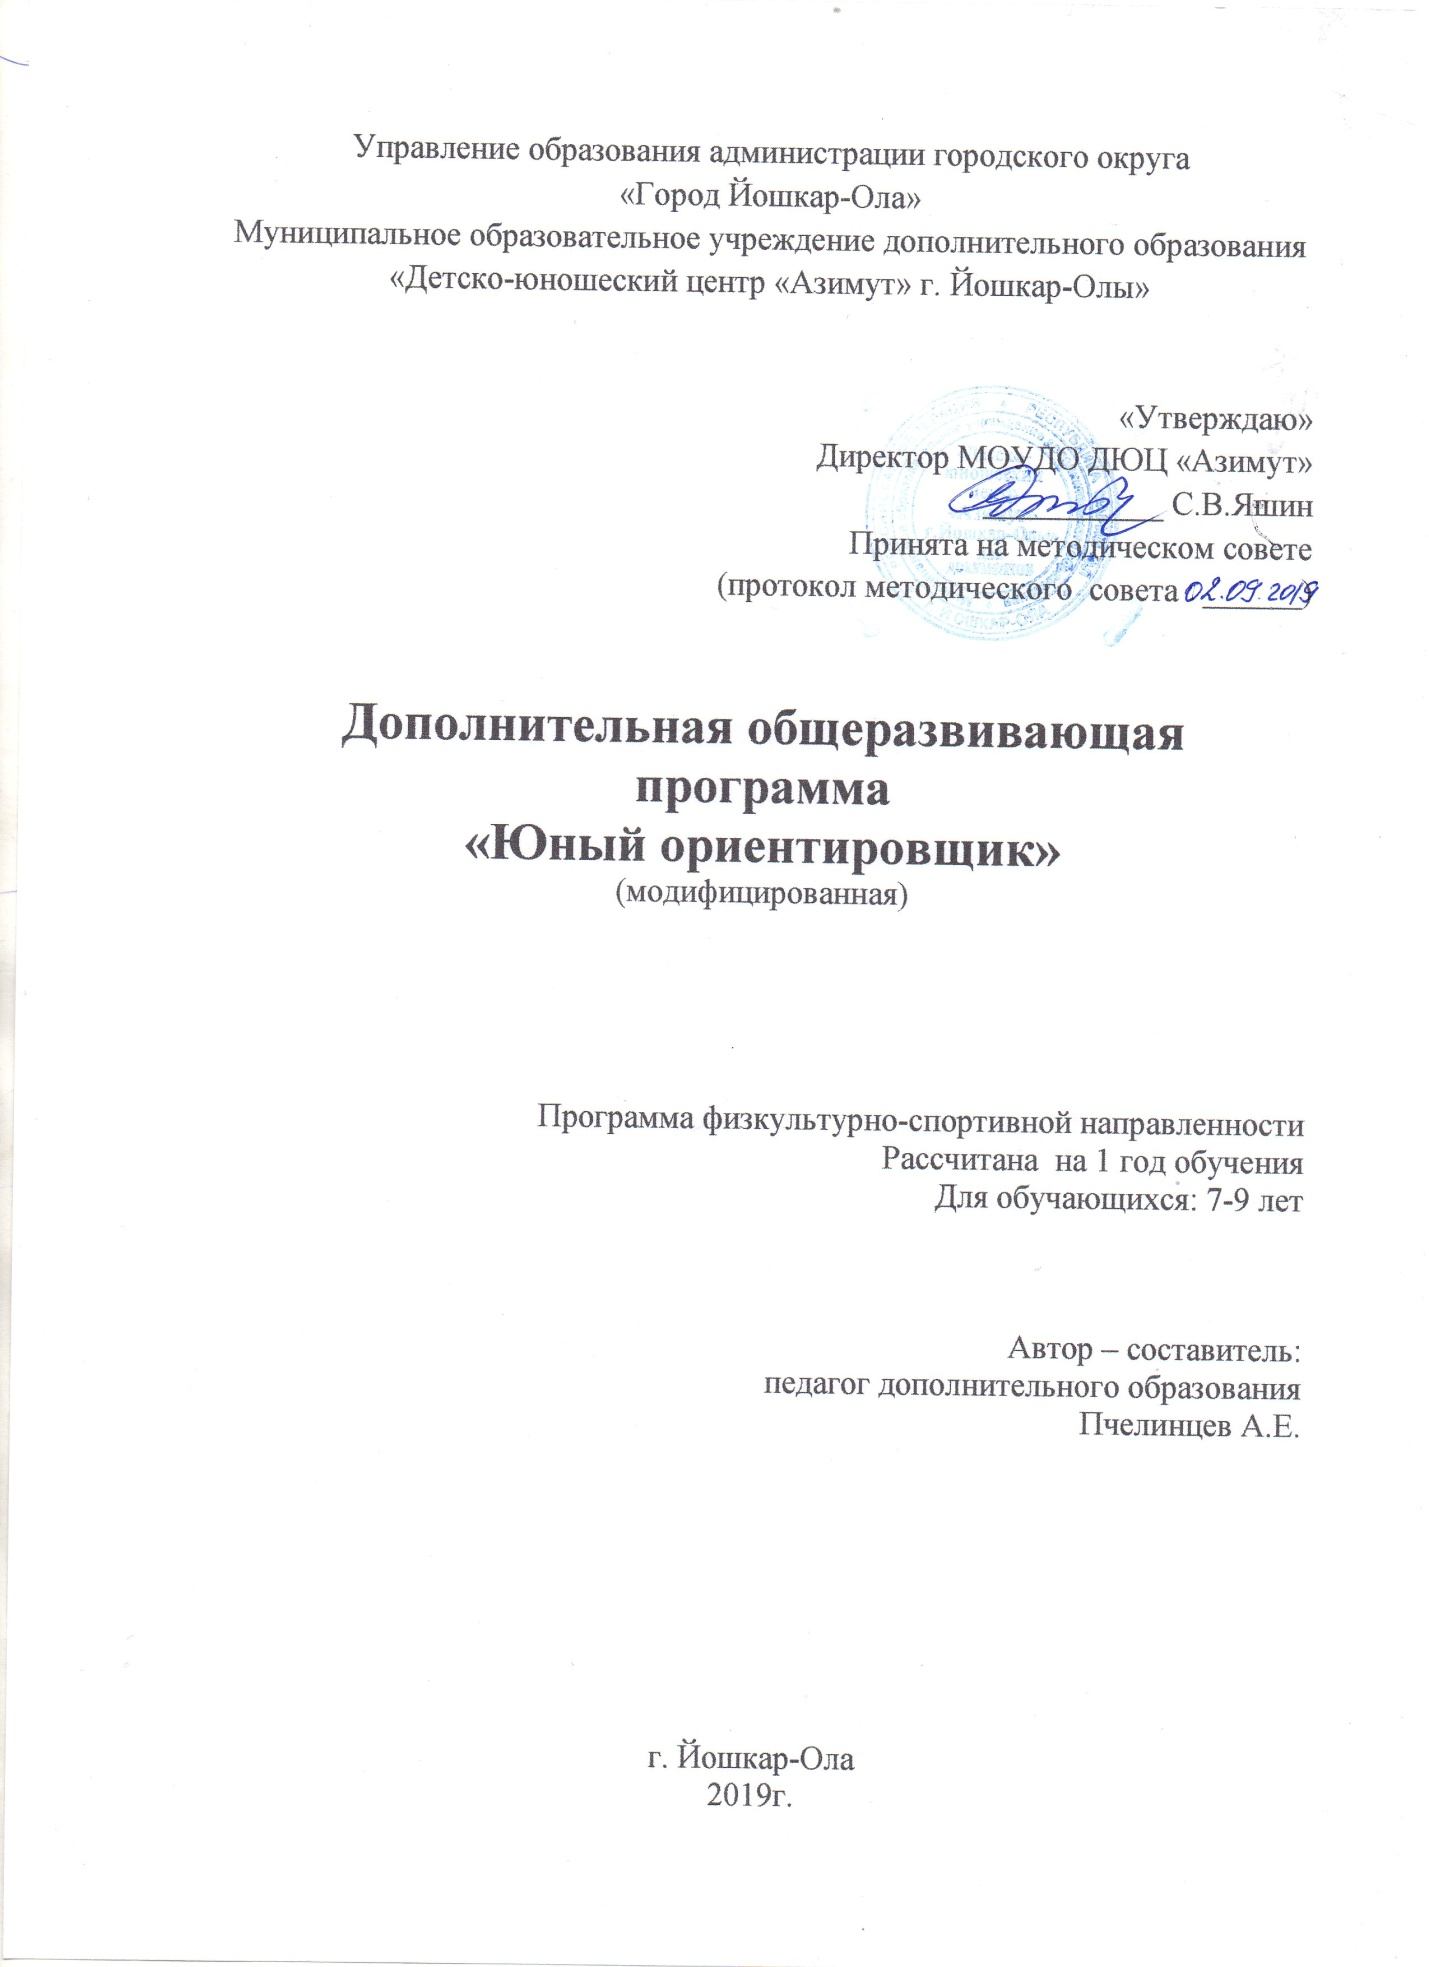 Управление образования администрации городского округа
«Город Йошкар-Ола»
Муниципальное образовательное учреждение дополнительного образования
«Детско-юношеский центр «Азимут» г. Йошкар-Олы»
«Утверждаю»
Директор МОУДО ДЮЦ «Азимут»
____________ С.В.Яшин
Принята на методическом совете
(протокол методического совета 02.09.2019)
Дополнительная общеразвивающая
программа
«Юный ориентировщик»
(модифицированная)
Программа физкультурно-спортивной направленности
Рассчитана на 1 год обучения
Для обучающихся: 7-9 лет
Автор – составитель:
педагог дополнительного образования
Пчелинцев А.Е.
г. Йошкар-Ола
2019г.